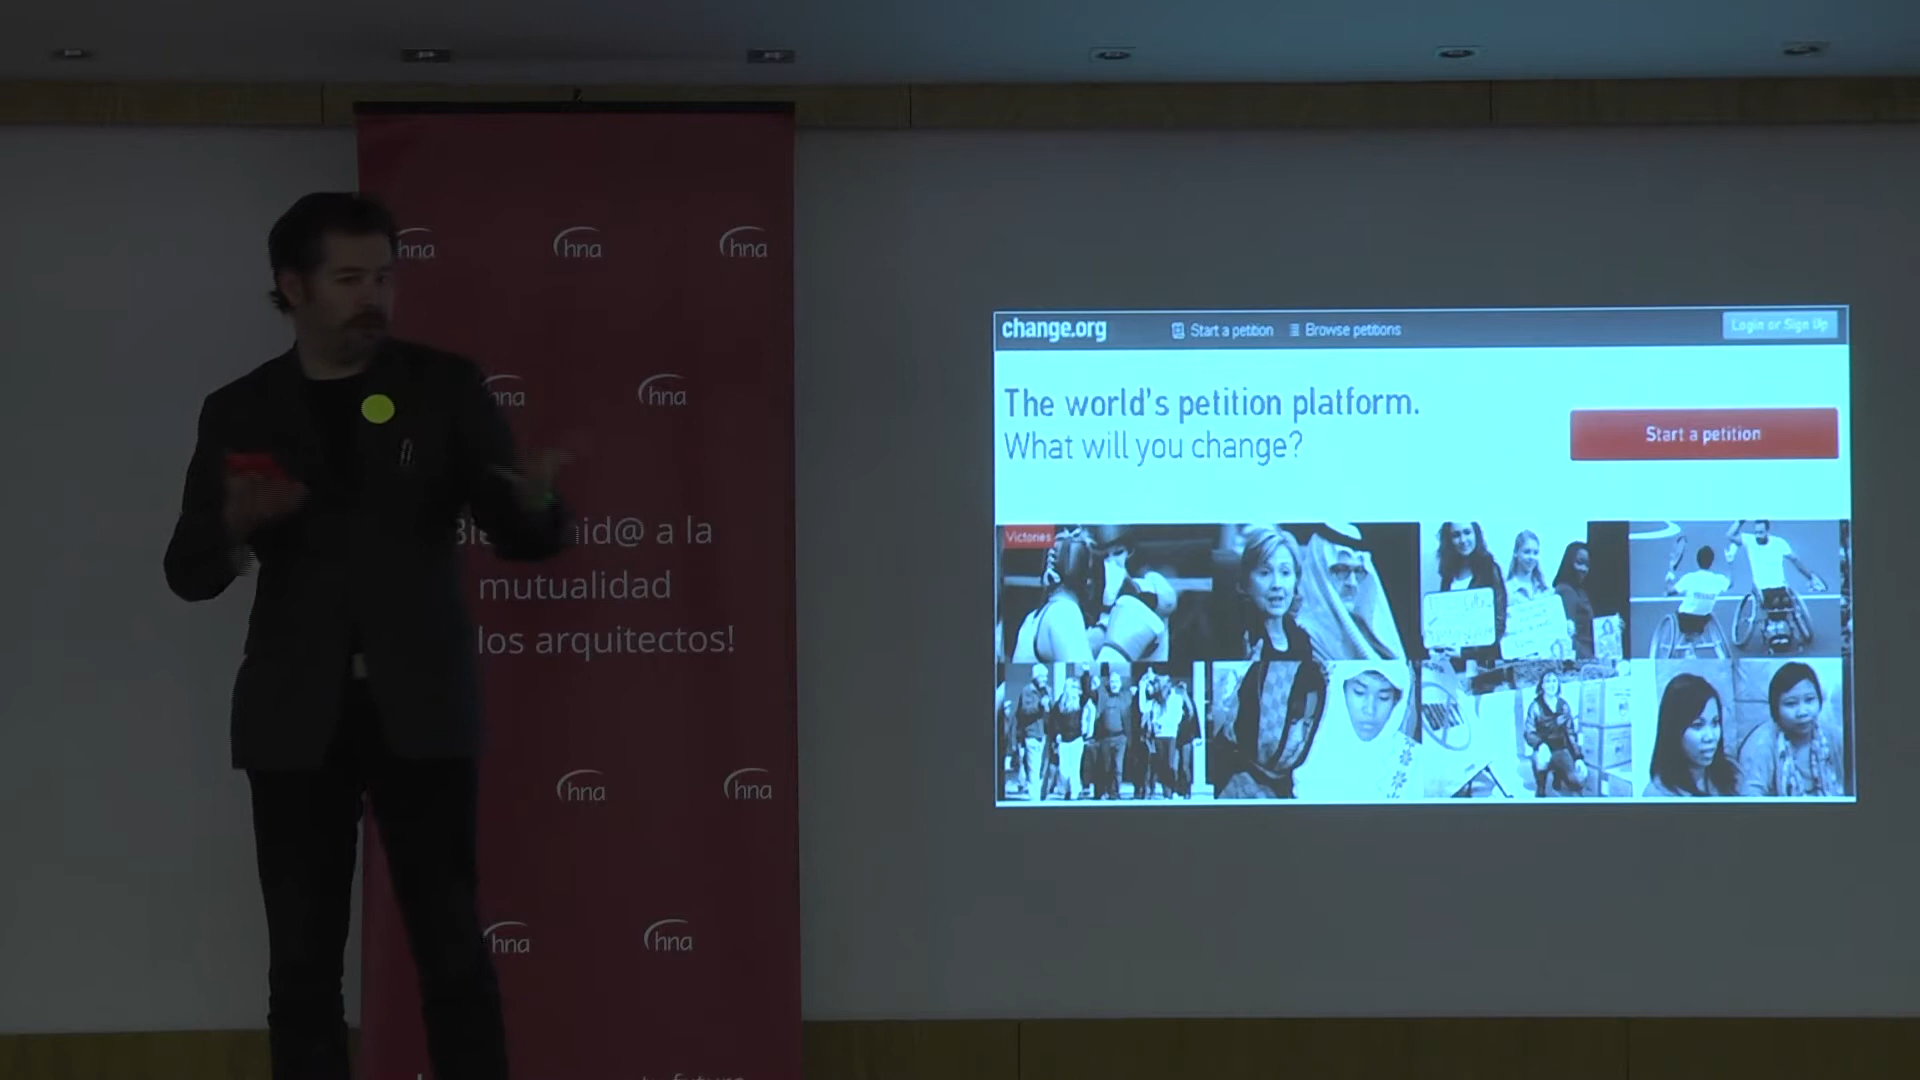 hna
hna
hna
hna
hna
mutualidad
a la
los arquitectos!
hna
hna
hna
hna
change.org
Start a petition
Browse petitions
Login or Sign Up
The world's petition platform.
What will you change?
Start a petition
Victories